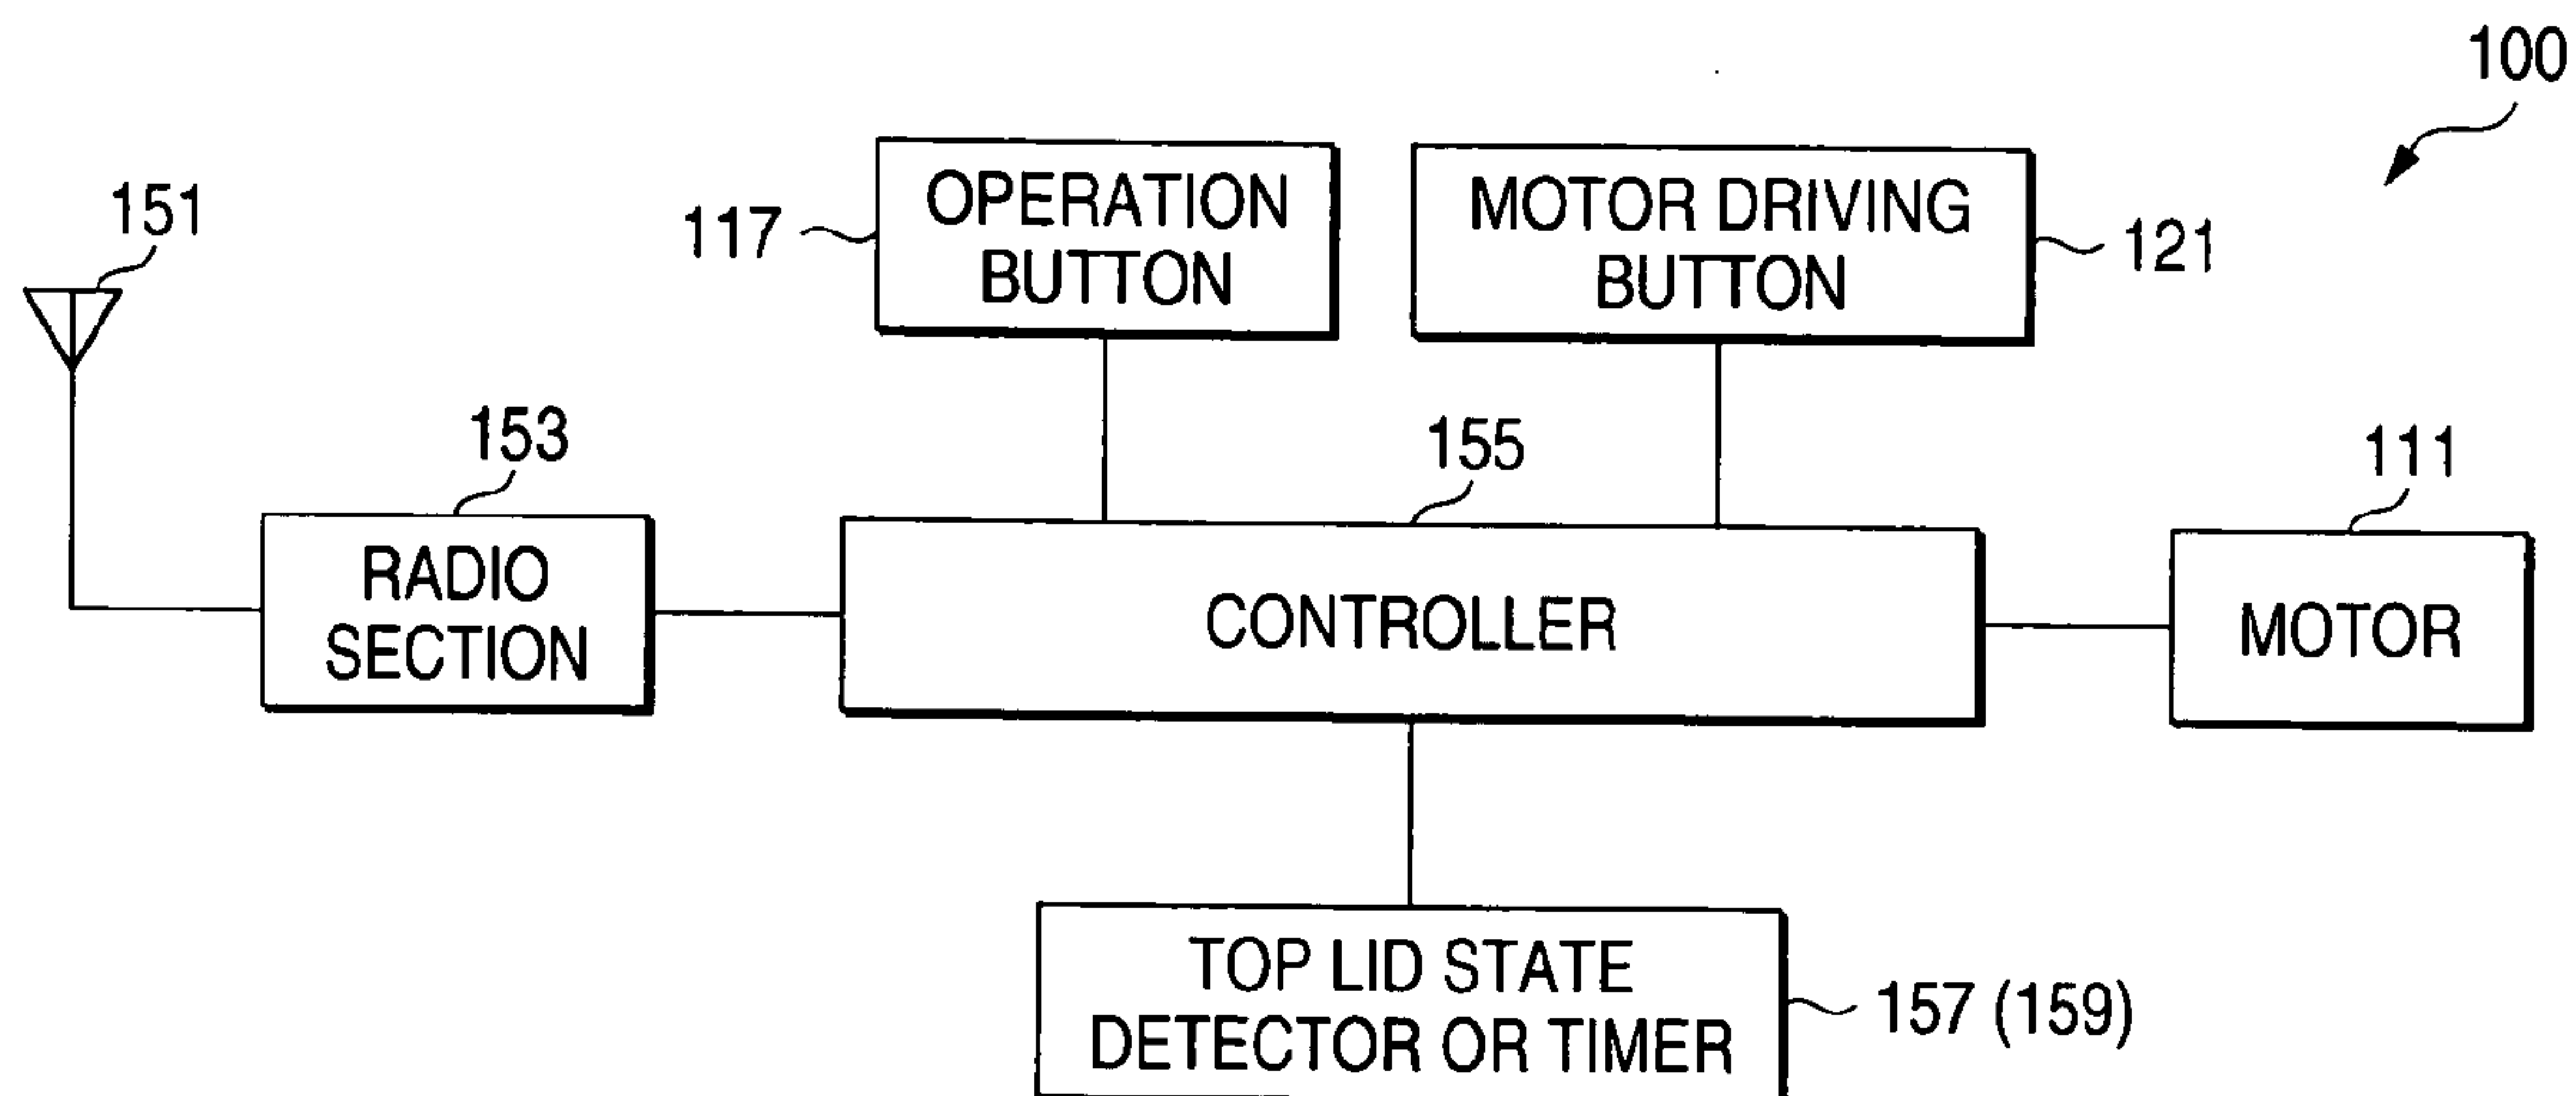 100
151
117
OPERATION
BUTTON
MOTOR DRIVING
BUTTON
121
153
155
111
RADIO
SECTION
CONTROLLER
MOTOR
TOP LID STATE
DETECTOR OR TIMER
157 (159)